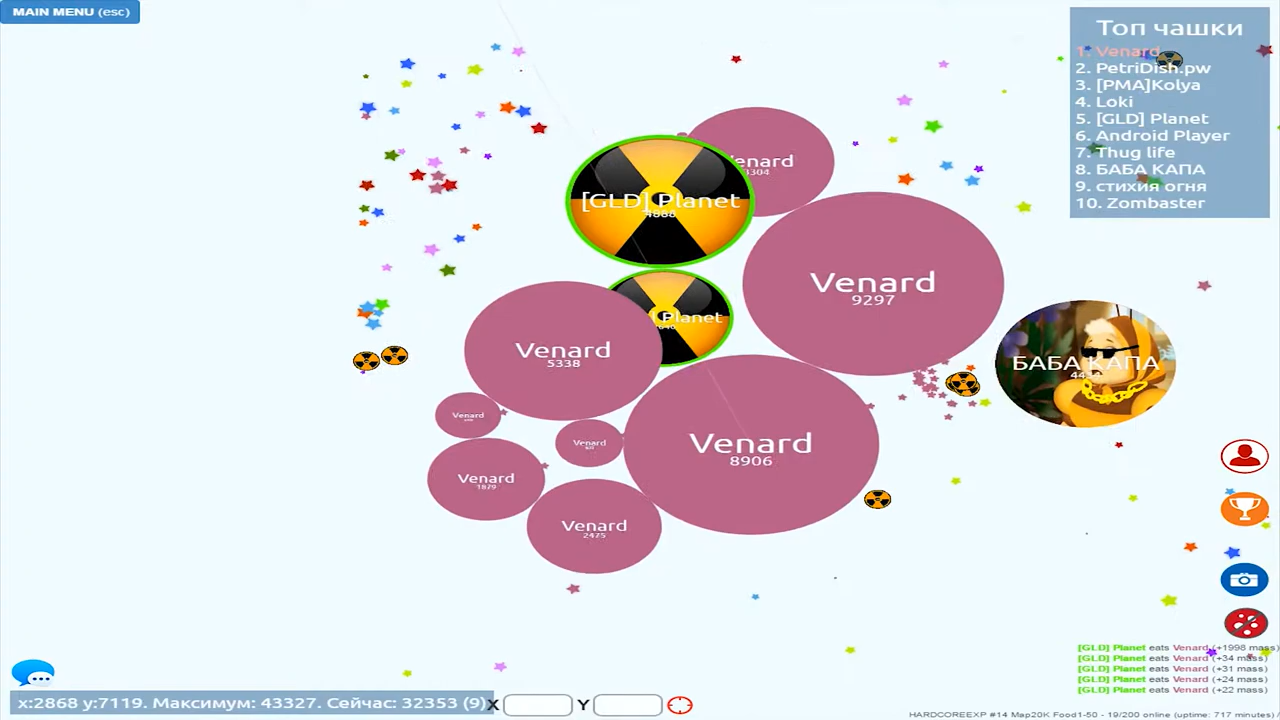 MAIN MENU (esc)
Топ чашки
1. Venard
2. PetriDish.pw
3. [PMA]Kolya
4. Loki
5. [GLD] Planet
6. Android Player
7. Thug life
8. БАБА КАПА
9. стихия огня
10. Zombaster
Venard
[GLD] Planet
Venard
9297
Planet
Venard
5338
БАБА КАПА
Venard
Venard
Venard
8906
Venard
1879
Venard
2475
[GLD] Planet eats Venard (+1998 mass)
[GLD] Planet eats Venard (+34 mass)
[GLD] Planet eats Venard (+31 mass)
[GLD] Planet eats Venard (+24 mass)
[GLD] Planet eats Venard (+22 mass)
x:2868 y:7119. Максимум: 43327. Сейчас: 32353 (9) X Y
HARDCOREEXP #14 Map20K Food1-50 - 19/200 online (uptime: 717 minutes)